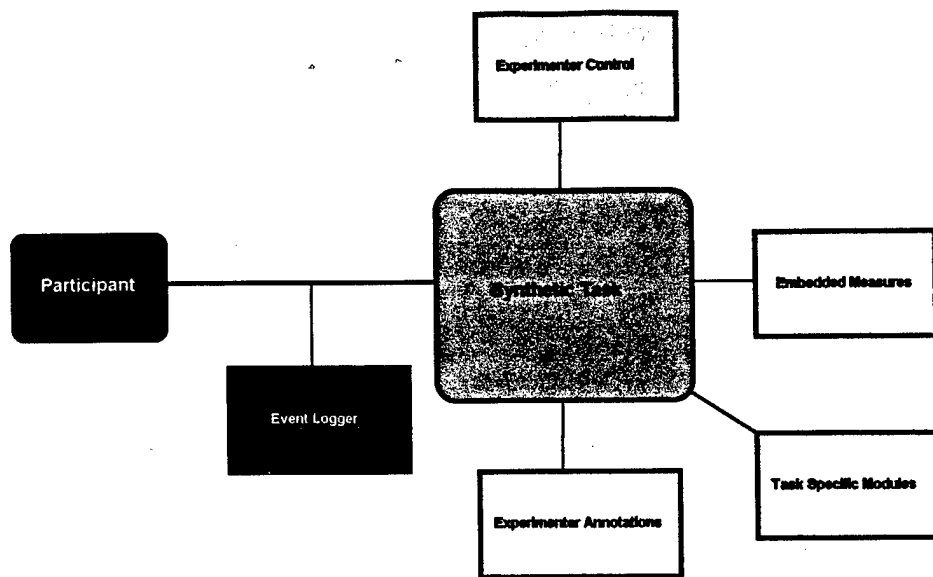 Experimenter Control
Participant
Synthetic Task
Embedded Measures
Event Logger
Task Specific Modules
Experimenter Annotations